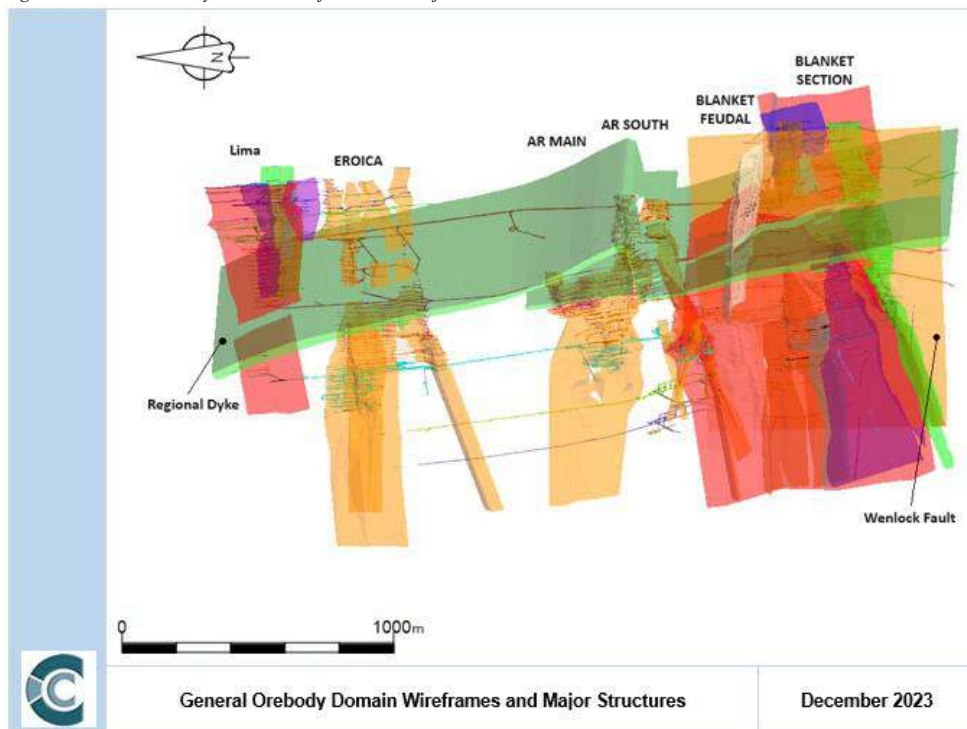 N
BLANKET
SECTION
BLANKET
FEUDAL
AR SOUTH
AR MAIN
Lima
EROICA
Regional Dyke
Wenlock Fault
0
1000m
General Orebody Domain Wireframes and Major Structures
December 2023